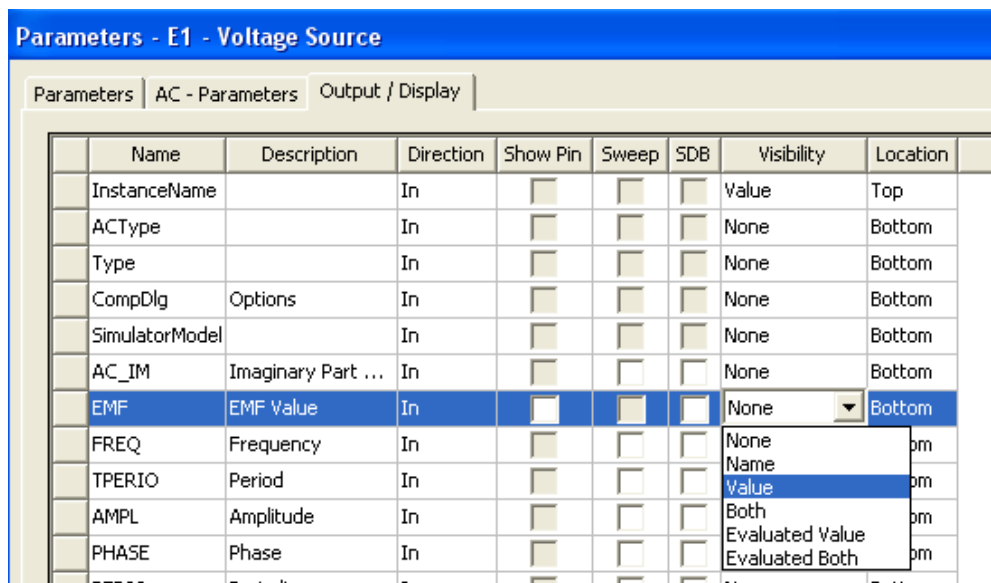 Parameters - E1 - Voltage Source
Parameters AC - Parameters Output / Display
Name Description Direction Show Pin Sweep SDB Visibility Location
InstanceName In Value Top
ACType In None Bottom
Type In None Bottom
CompDlg Options In None Bottom
SimulatorModel In None Bottom
AC_IM Imaginary Part ... In None Bottom
EMF EMF Value In None Bottom
FREQ Frequency In None
TPERIO Period In Name
AMPL Amplitude In Value
PHASE Phase In Both
Evaluated Value
Evaluated Both